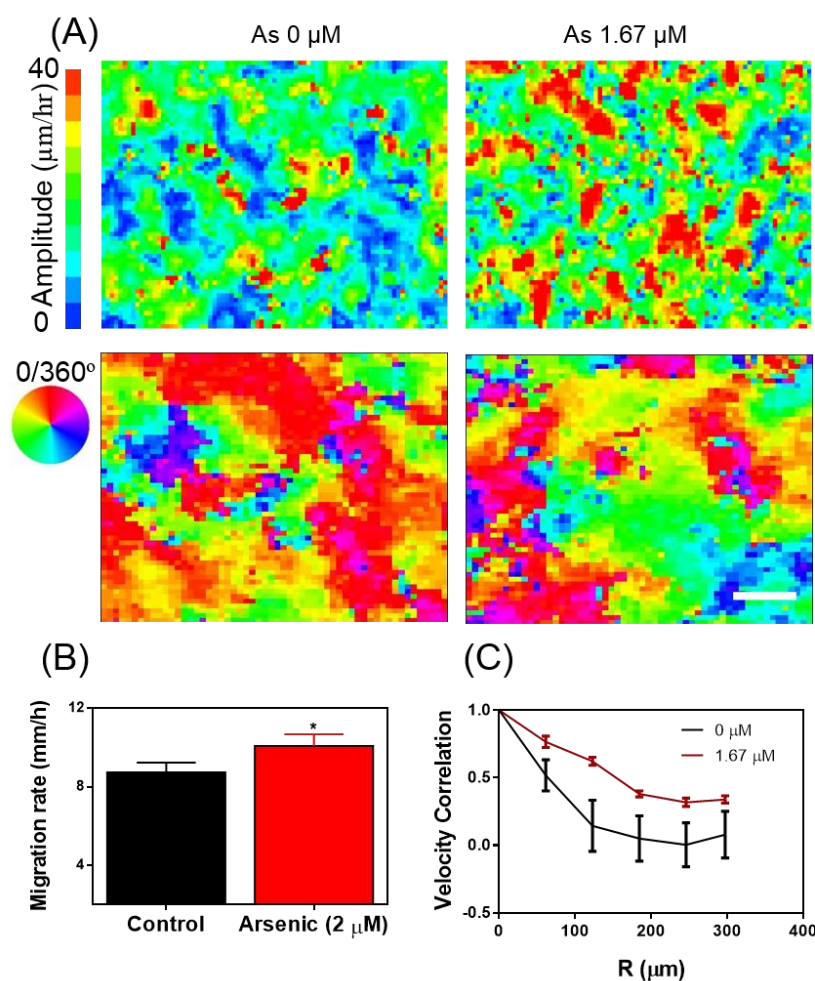 (A)
As 0 μM
As 1.67 μM
40
Amplitude (μm/hr)
0
0/360º
(B)
Migration rate (mm/h)
12
8
4
*
Control
Arsenic (2 μM)
(C)
Velocity Correlation
1.0
0.5
0.0
-0.5
0 μM
1.67 μM
0
100
200
300
400
R (μm)